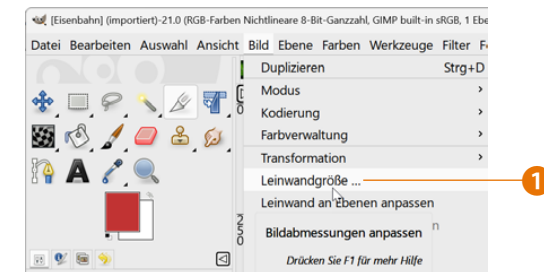 [Eisenbahn] (importiert)-21.0 (RGB-Farben Nichtlineare 8-Bit-Ganzzahl, GIMP built-in sRGB, 1 Ebe
Datei Bearbeiten Auswahl Ansicht Bild Ebene Farben Werkzeuge Filter
Duplizieren Strg+D
Modus
Kodierung
Farbverwaltung
Transformation
Leinwandgröße ...
1
Leinwand an Ebenen anpassen
Bildabmessungen anpassen
Drücken Sie F1 für mehr Hilfe